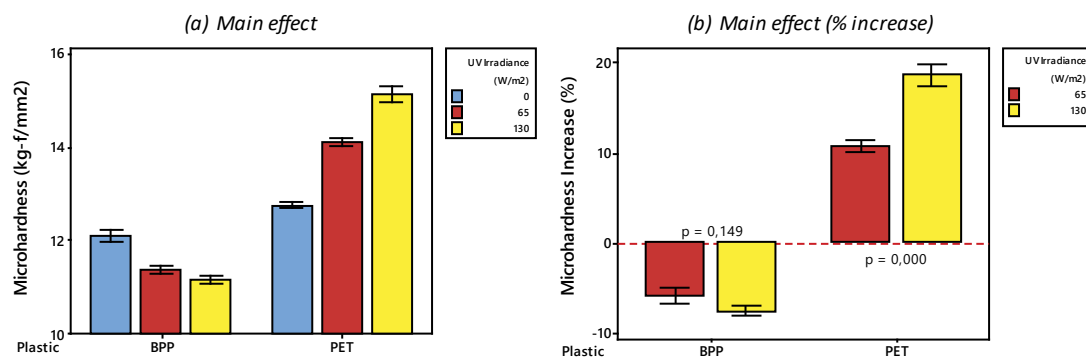 (a) Main effect
16
14
12
10
Microhardness (kg-f/mm2)
Plastic BPP PET
UV Irradiance
(W/m2)
0
65
130
(b) Main effect (% increase)
20
10
0
-10
Microhardness Increase (%)
p = 0,149
p = 0,000
Plastic BPP PET
UV Irradiance
(W/m2)
65
130